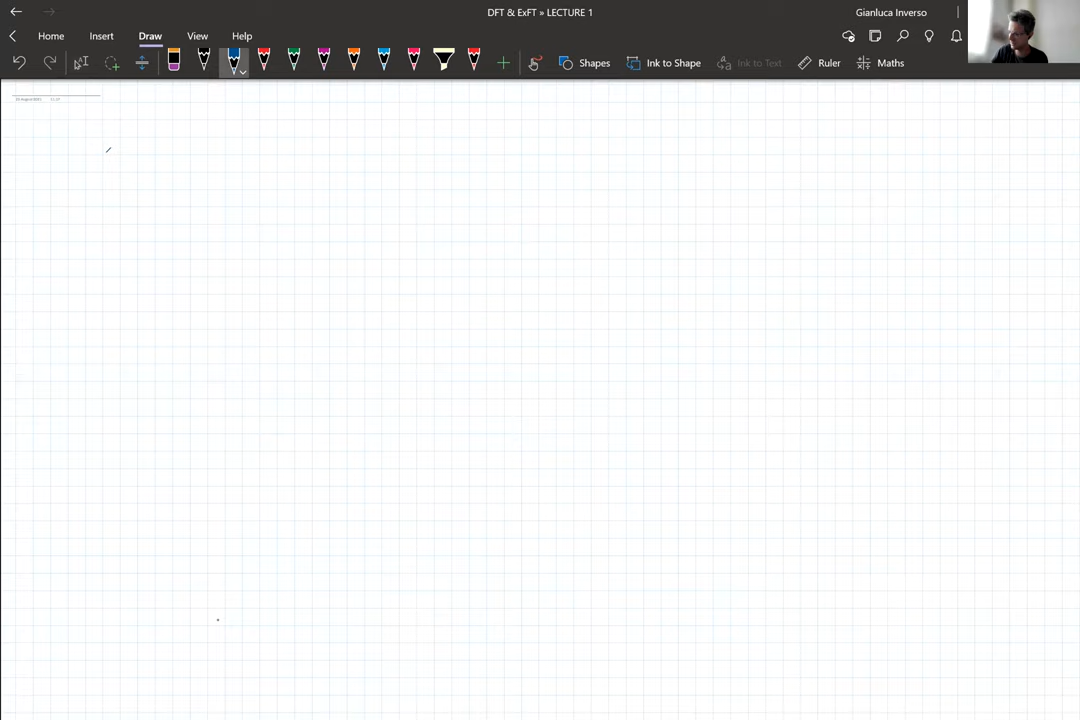 DFT & ExFT » LECTURE 1
Gianluca Inverso
Home Insert Draw View Help
Shapes Ink to Shape Ink to Text Ruler Maths